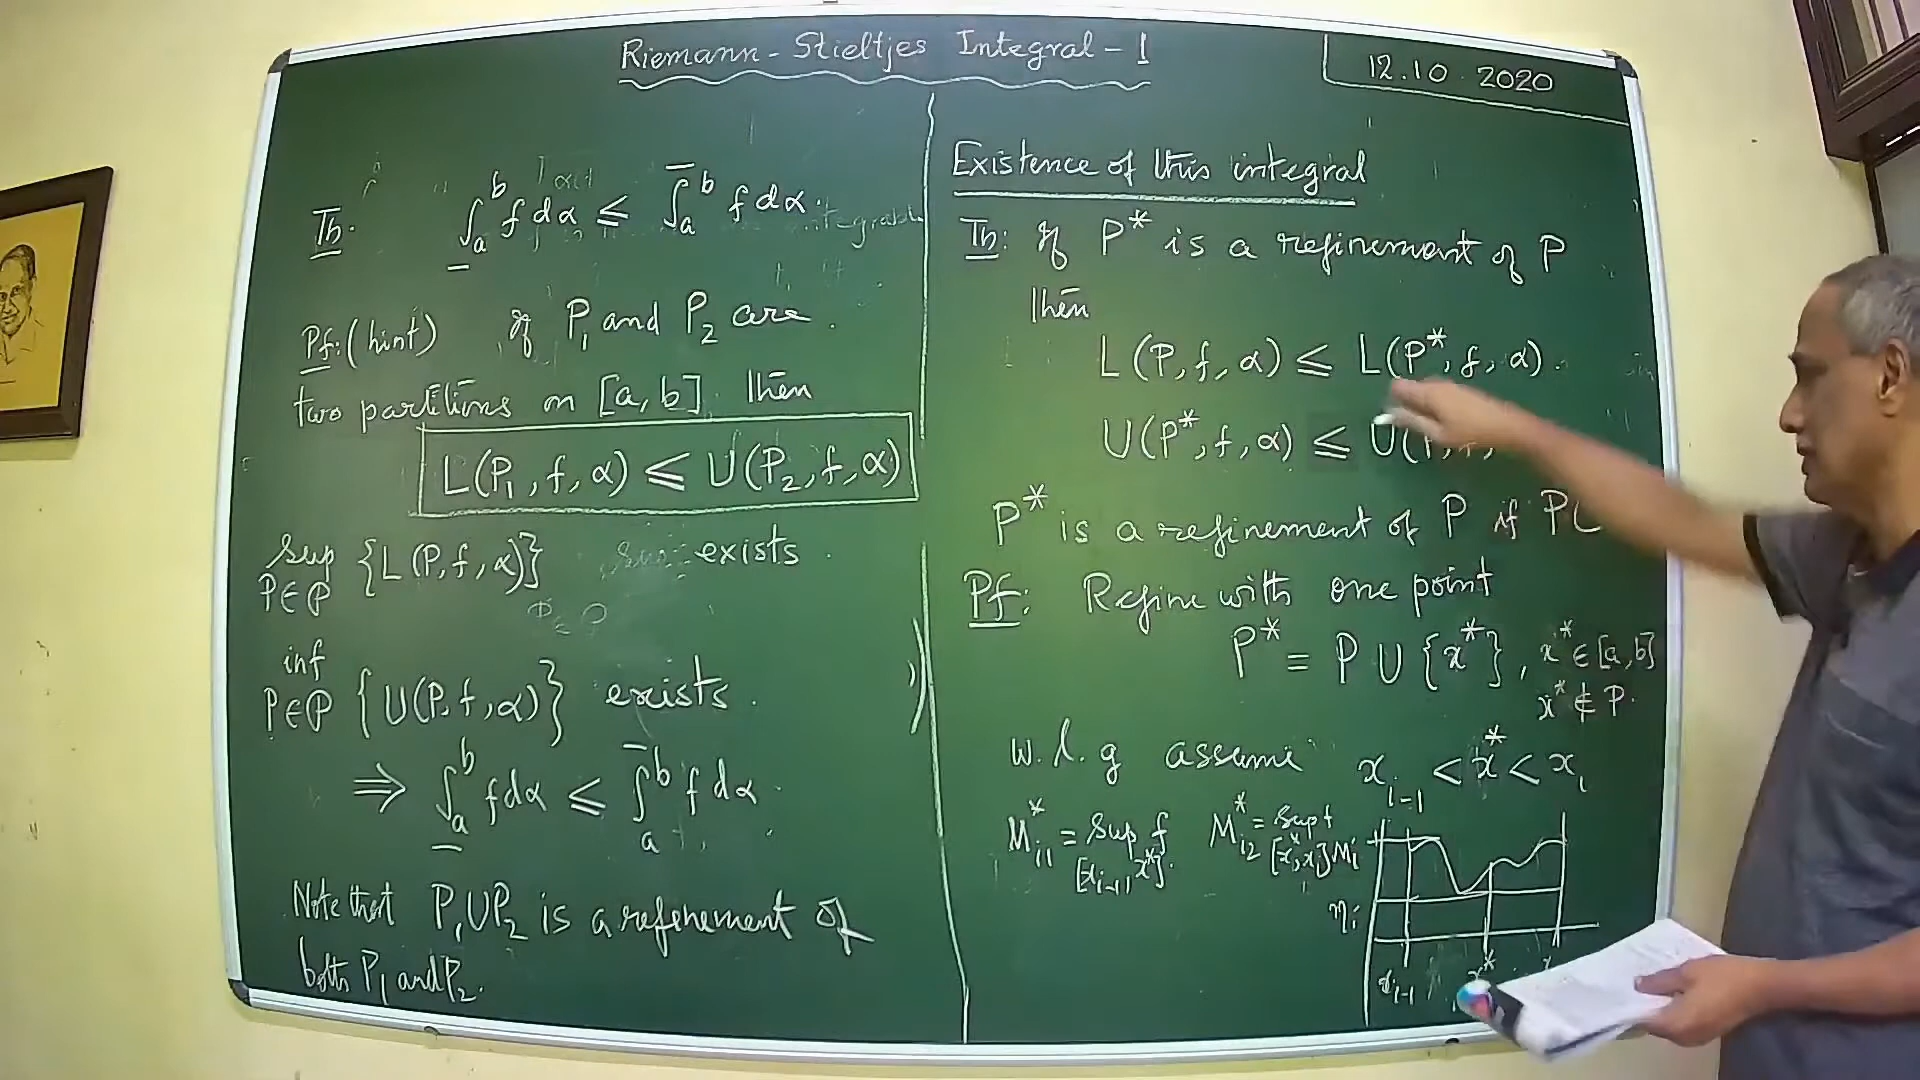 Riemann-Stieltjes Integral - 1
12.10.2020
Th. ∫_a^b f dα ≤ ∫̄_a^b f dα.
Pf: (hint) If P₁ and P₂ are
two partitions on [a, b]. Then
L(P₁, f, α) ≤ U(P₂, f, α)
sup {L(P, f, α)} exists.
P∈℘
inf {U(P, f, α)} exists.
P∈℘
⇒ ∫_a^b f dα ≤ ∫̄_a^b f dα.
Note that P₁∪P₂ is a refinement of
both P₁ and P₂.
Existence of this integral
Th: If P* is a refinement of P
Then
L(P, f, α) ≤ L(P*, f, α).
U(P*, f, α) ≤ U(P, f,
P* is a refinement of P if P⊂
Pf: Refine with one point
P* = P ∪ {x*}, x* ∈ [a, b]
x* ∉ P.
w.l.g assume x_{i-1} < x* < x_i
M*_{i1} = sup f M*_{i2} = sup f
[x_{i-1}, x*]. [x*, x_i] M_i
x_{i-1} x*